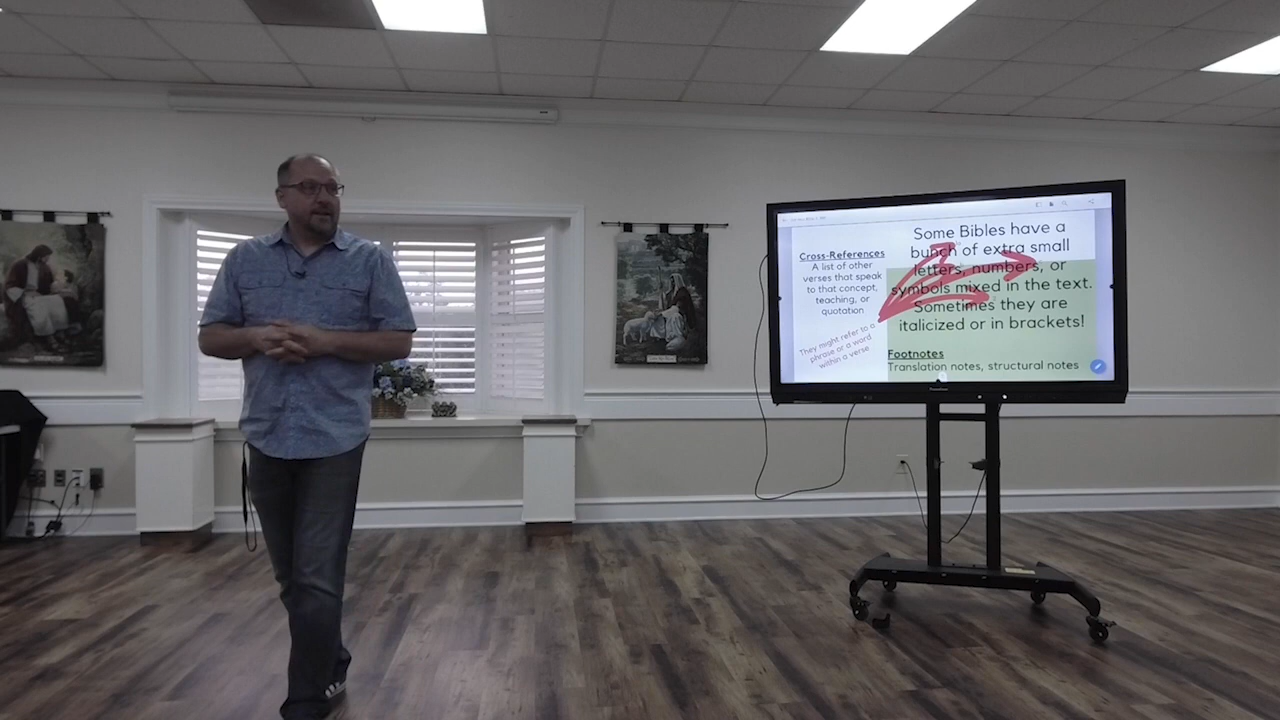 Some Bibles have a
bunch of extra small
letters, numbers, or
symbols mixed in the text.
Sometimes they are
italicized or in brackets!
Cross-References
A list of other
verses that speak
to that concept,
teaching, or
quotation
They might refer to a
phrase or a word
within a verse
Footnotes
Translation notes, structural notes